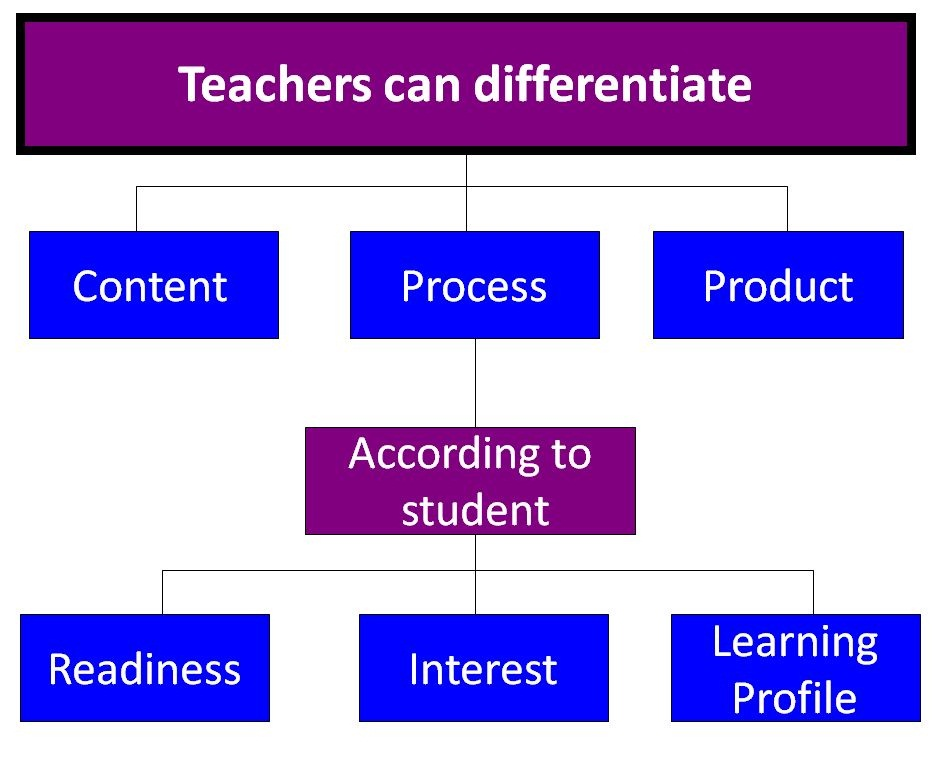 Teachers can differentiate
Content
Process
Product
According to
student
Readiness
Interest
Learning
Profile